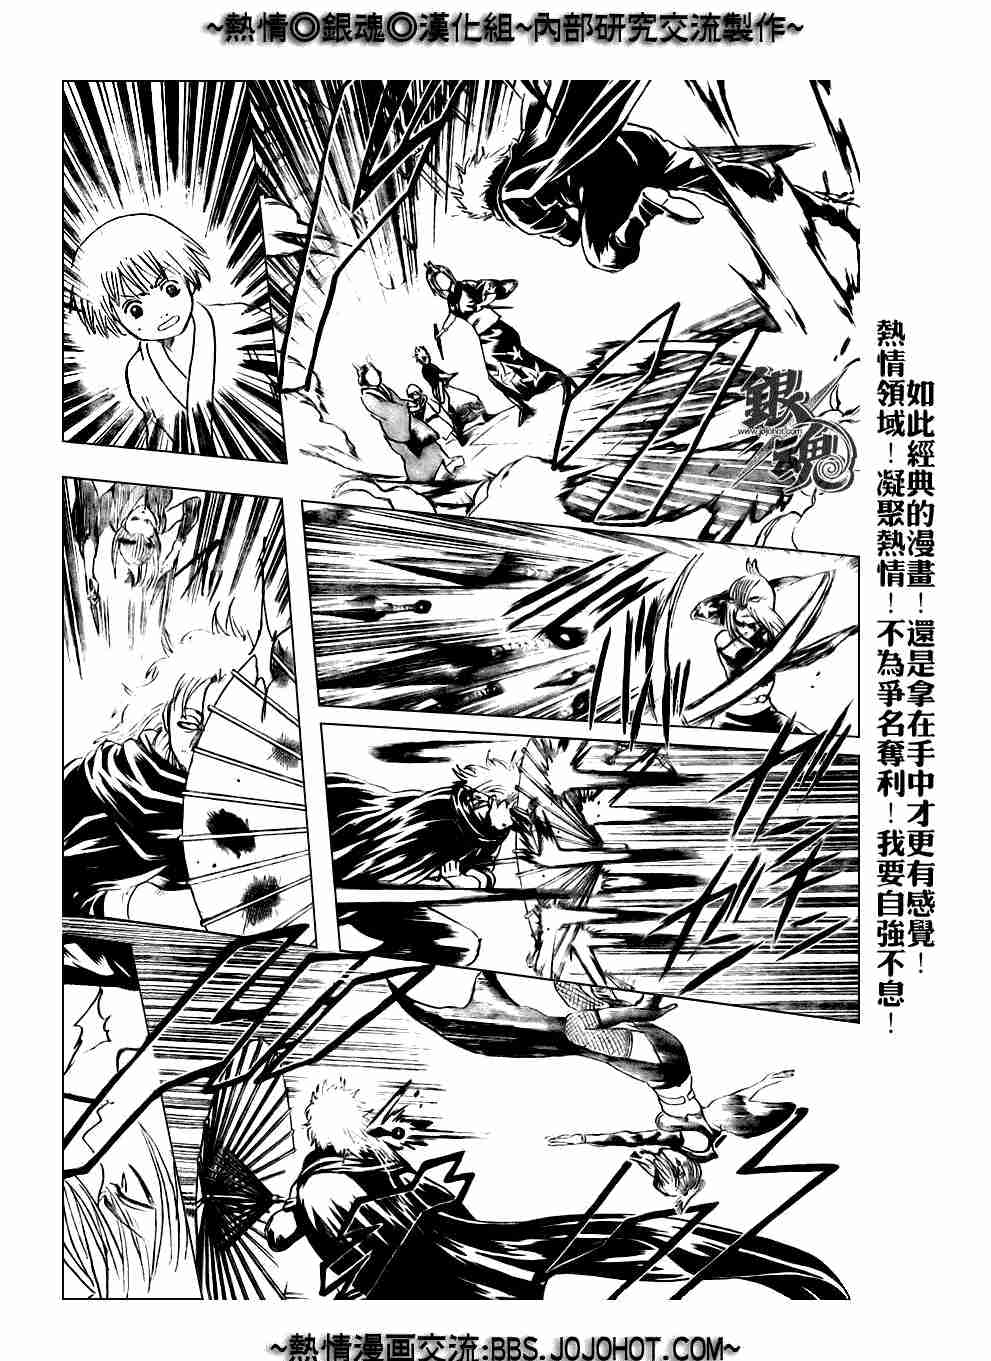 ~熱情◎銀魂◎漢化組~內部研究交流製作~
如此經典的漫畫！還是拿在手中才更有感覺！
熱情領域！凝聚熱情！不為爭名奪利！我要自強不息！
銀魂
www.jojohot.com
~熱情漫画交流:BBS.JOJOHOT.COM~